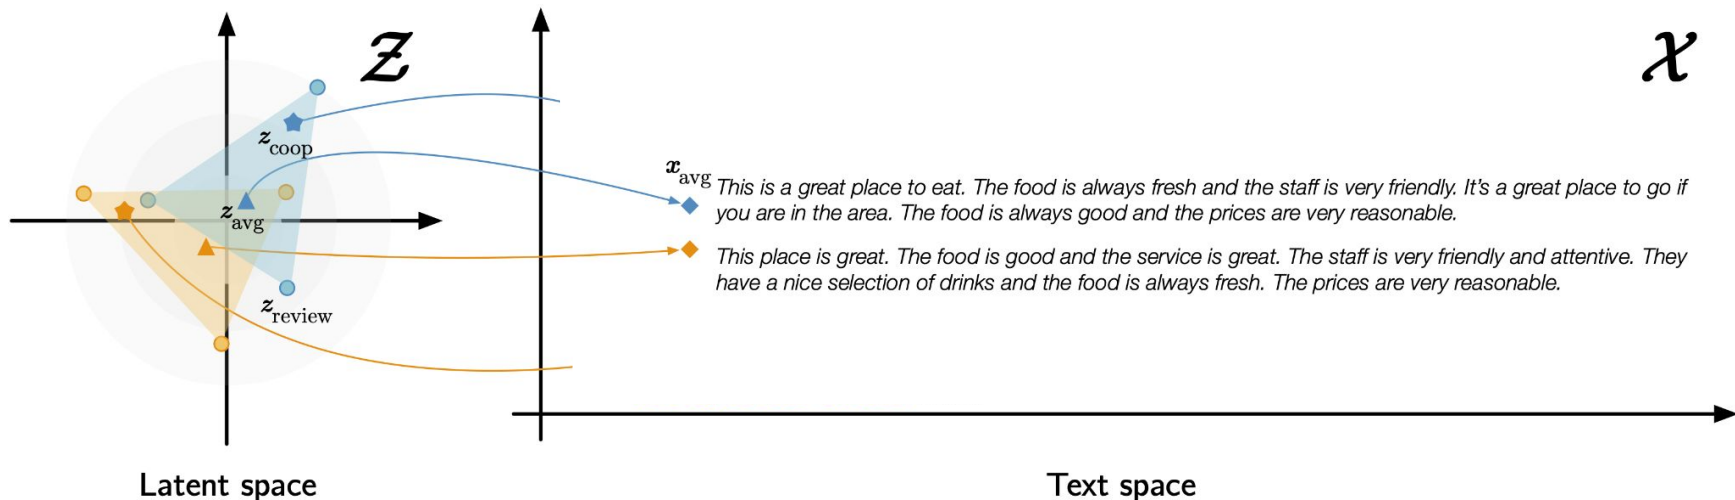 𝒵
𝒳
z_coop
x_avg
This is a great place to eat. The food is always fresh and the staff is very friendly. It's a great place to go if
you are in the area. The food is always good and the prices are very reasonable.
z_avg
This place is great. The food is good and the service is great. The staff is very friendly and attentive. They
have a nice selection of drinks and the food is always fresh. The prices are very reasonable.
z_review
Latent space
Text space